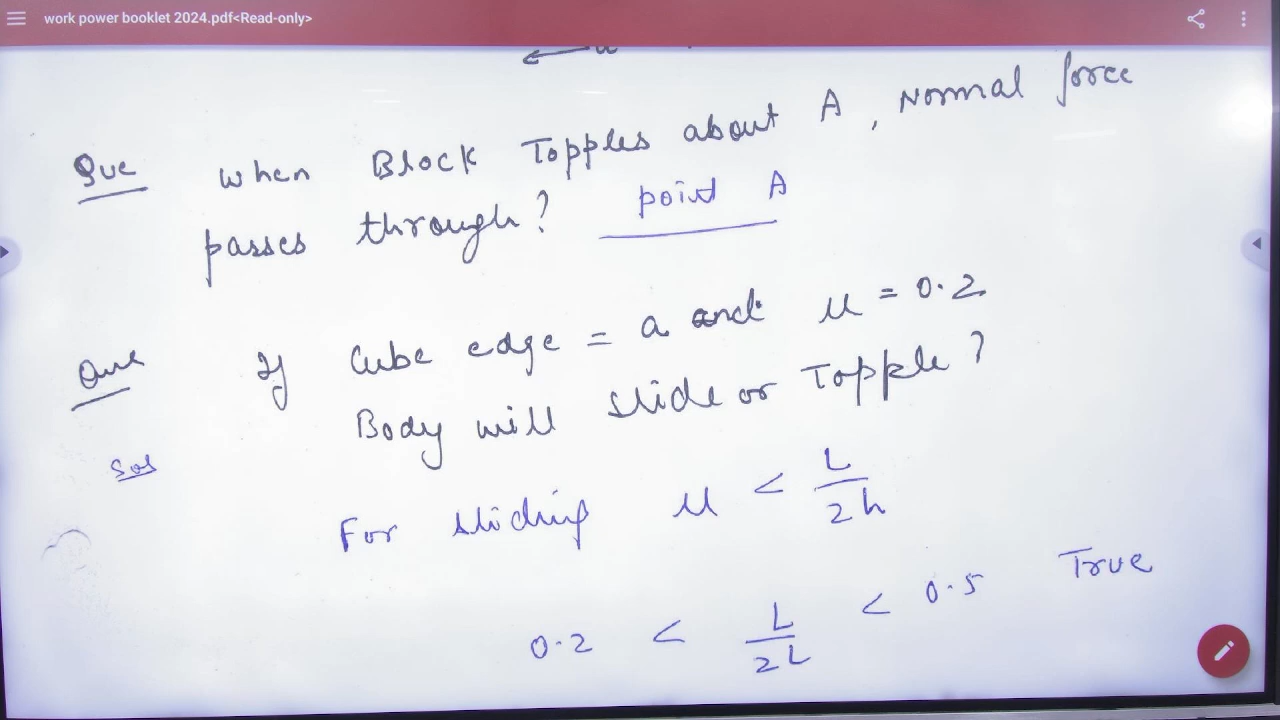 work power booklet 2024.pdf<Read-only>
a
Que when Block Topples about A, Normal force
passes through? point A
Que If Cube edge = a and μ = 0.2
Body will slide or Topple?
Sol
For sliding μ < L/2h
0.2 < L/2L < 0.5 True